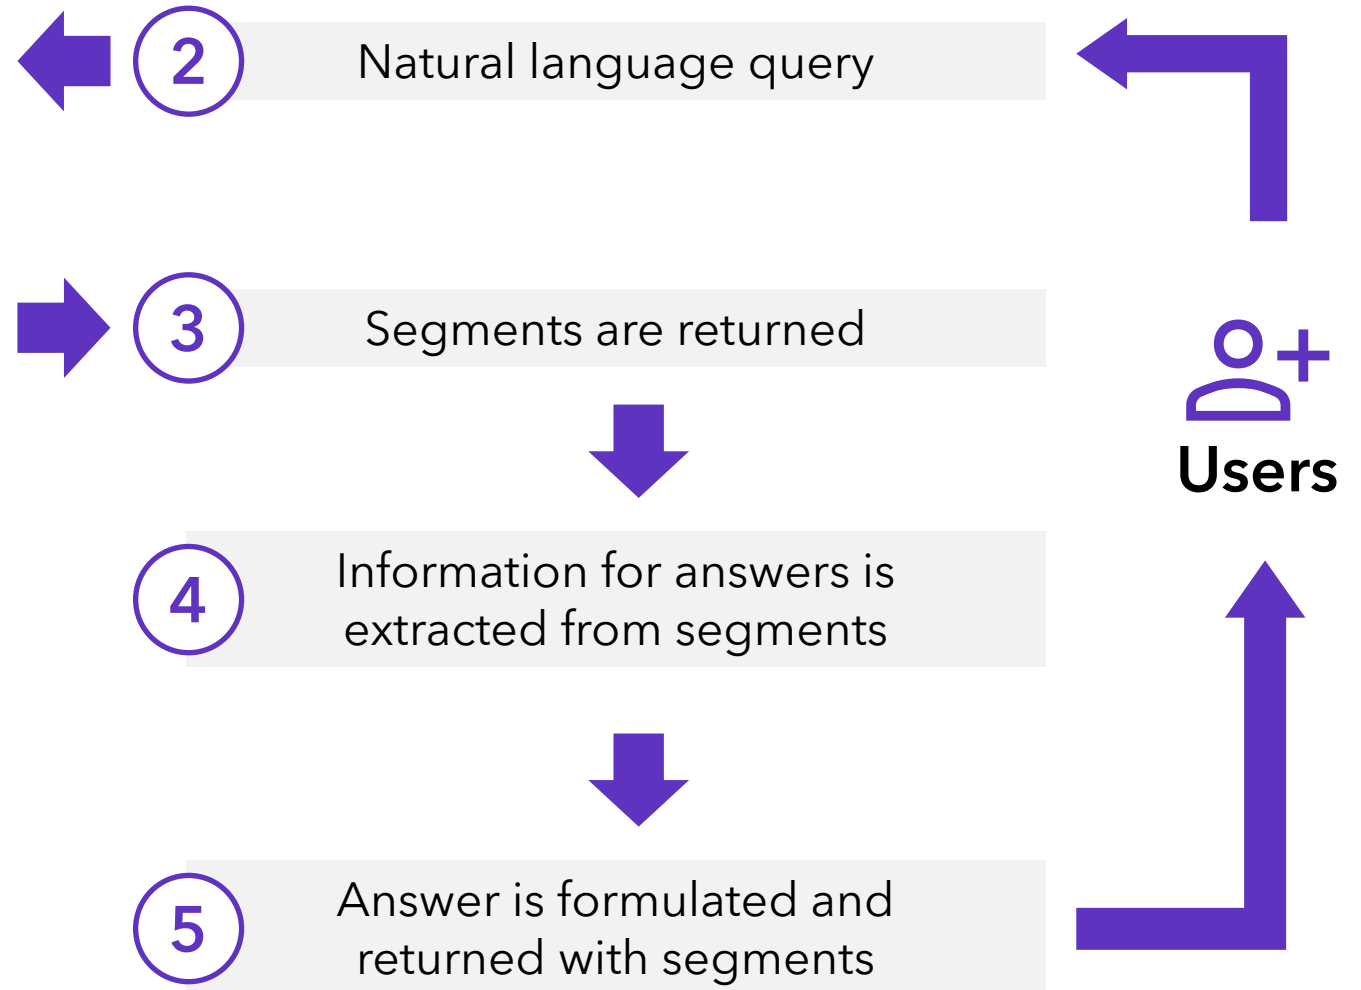 2
Natural language query
3
Segments are returned
Users
4
Information for answers is
extracted from segments
5
Answer is formulated and
returned with segments